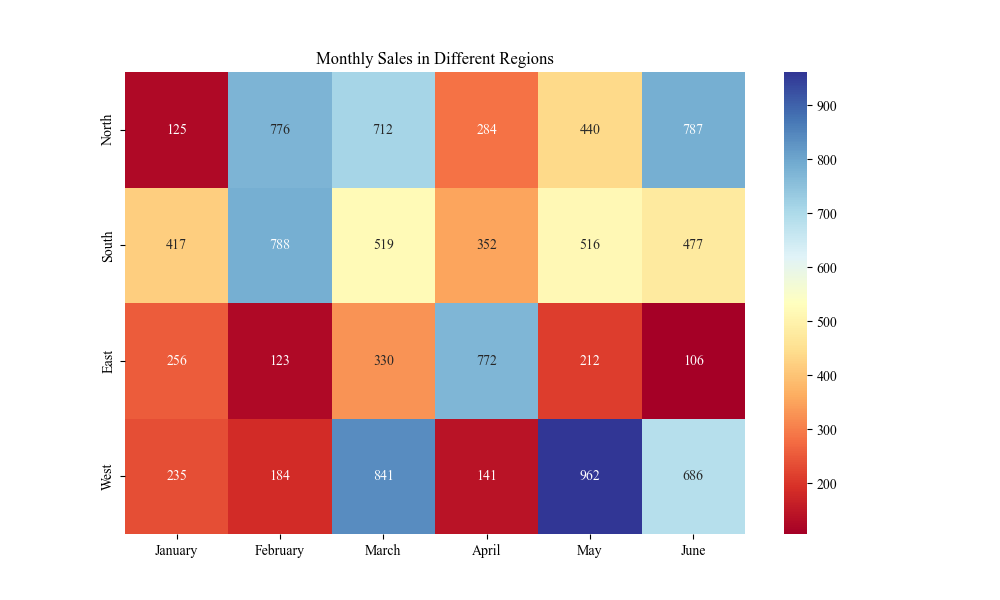 Monthly Sales in Different Regions
North
125 776 712 284 440 787
South
417 788 519 352 516 477
East
256 123 330 772 212 106
West
235 184 841 141 962 686
January February March April May June
900
800
700
600
500
400
300
200